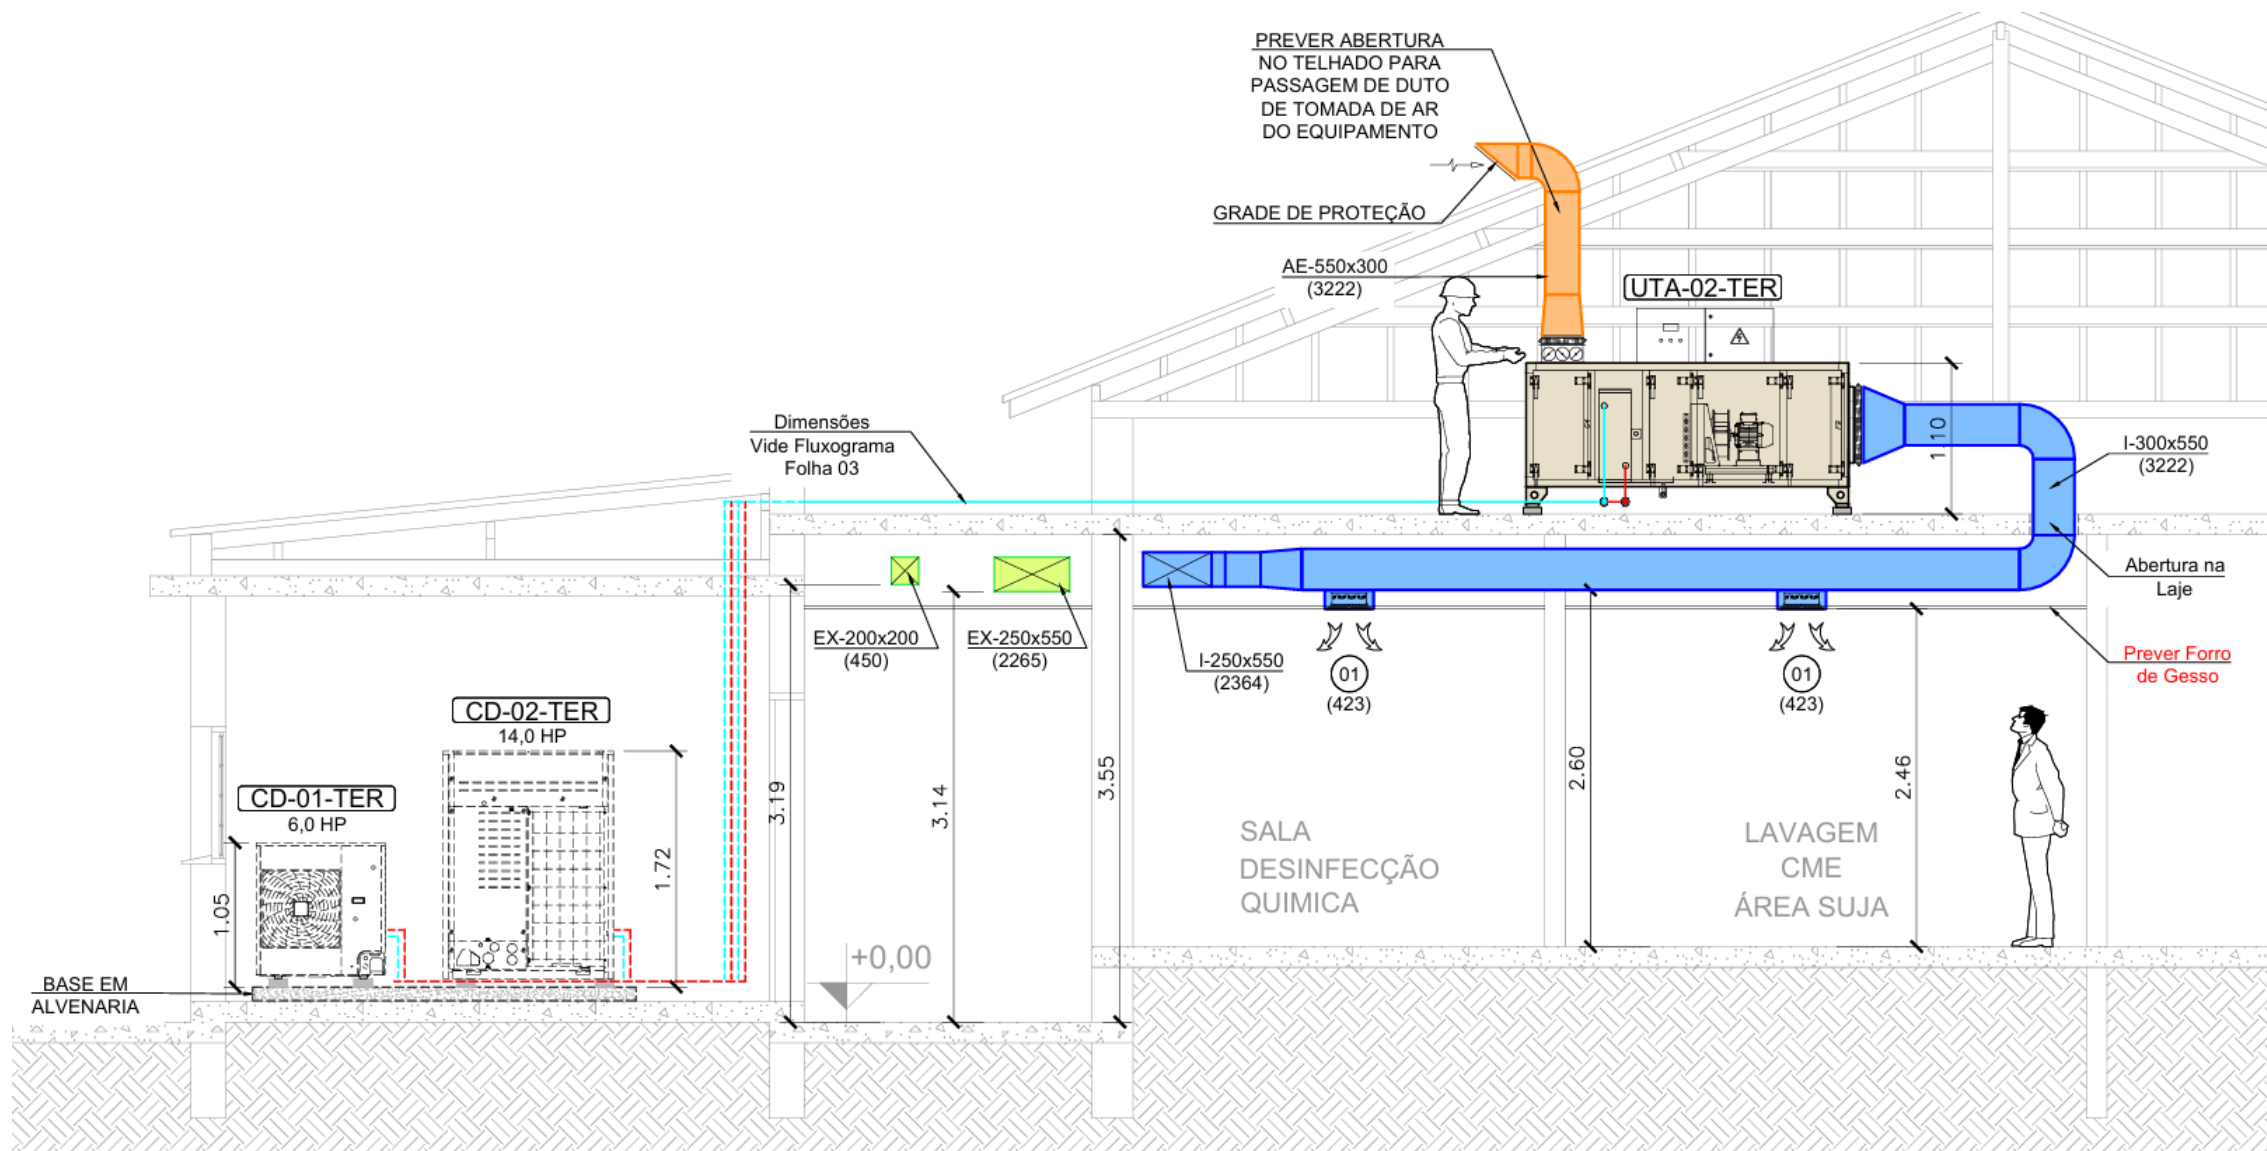 PREVER ABERTURA
NO TELHADO PARA
PASSAGEM DE DUTO
DE TOMADA DE AR
DO EQUIPAMENTO
GRADE DE PROTEÇÃO
AE-550x300
(3222)
UTA-02-TER
Dimensões
Vide Fluxograma
Folha 03
1.10
I-300x550
(3222)
Abertura na
Laje
EX-200x200
(450)
EX-250x550
(2265)
I-250x550
(2364)
01
(423)
01
(423)
Prever Forro
de Gesso
CD-02-TER
14,0 HP
CD-01-TER
6,0 HP
1.05
1.72
3.19
3.14
3.55
2.60
2.46
SALA
DESINFECÇÃO
QUIMICA
LAVAGEM
CME
ÁREA SUJA
+0,00
BASE EM
ALVENARIA